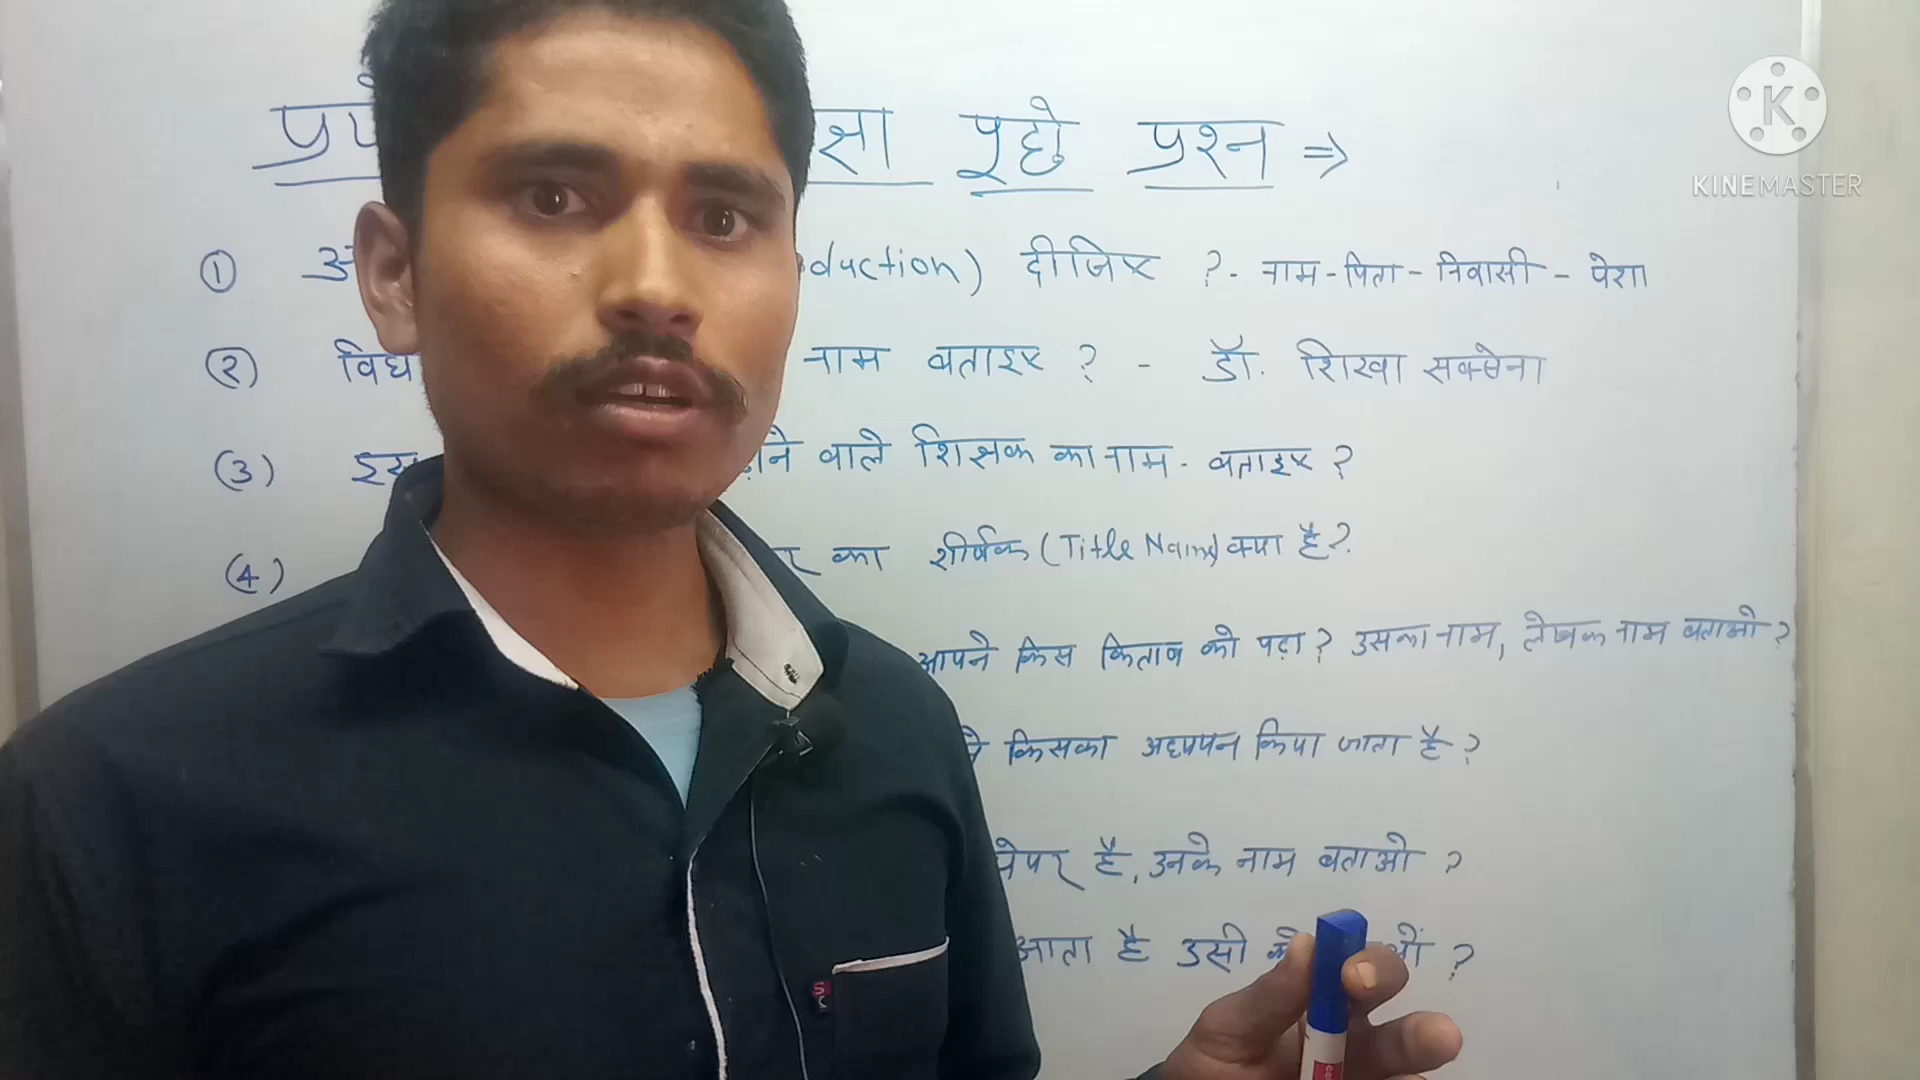 पूछे प्रश्न ⇒
① duction) दीजिए ? - नाम - पिता - निवासी - पेशा
(२) नाम बताइए ? - डॉ. शिखा सक्सेना
(3) इस वाले शिक्षक का नाम - बताइए ?
(4) का शीर्षक (Title Name) क्या है ?
आपने किस किताब को पढ़ा ? उसका नाम, लेखक नाम बताओ ?
किसका अध्ययन किया जाता है ?
पेपर है, उनके नाम बताओ ?
आता है उसी ?
K
KINEMASTER